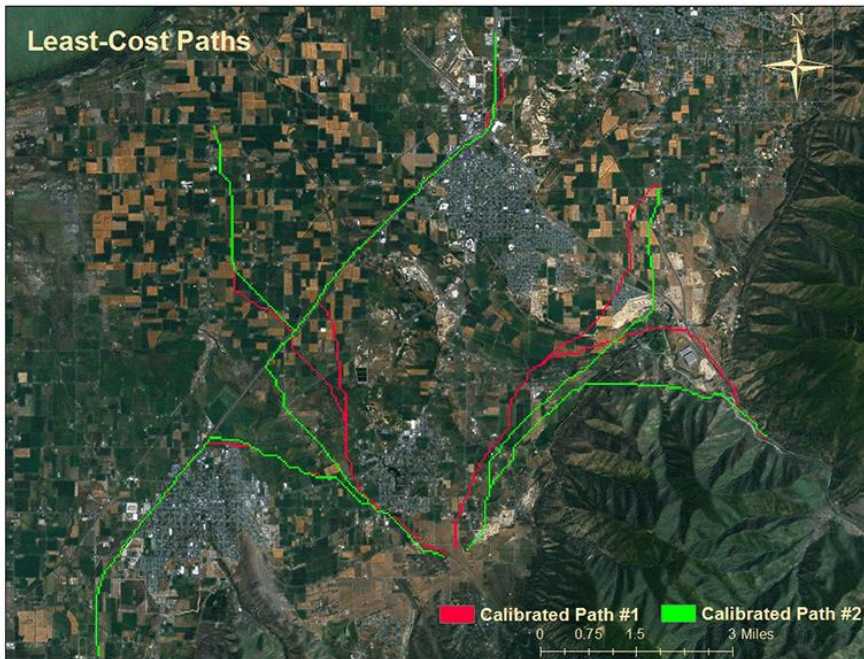 Least-Cost Paths
N
Calibrated Path #1
Calibrated Path #2
0 0.75 1.5 3 Miles